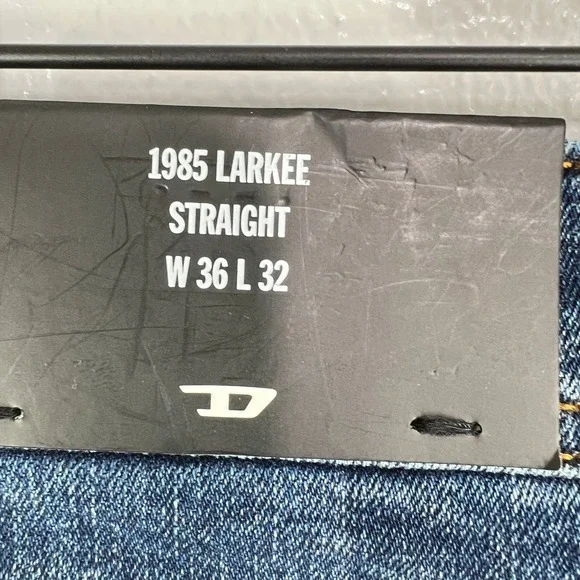 1985 LARKEE
STRAIGHT
W 36 L 32
D